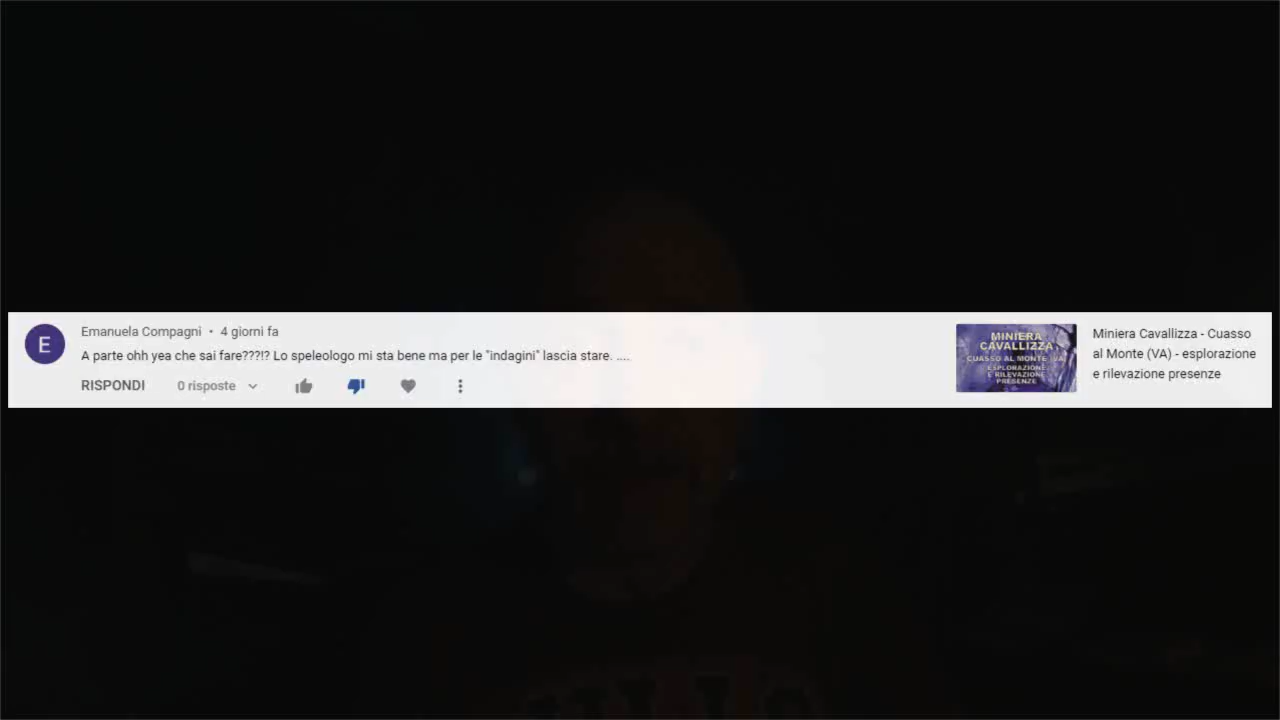 Emanuela Compagni • 4 giorni fa
A parte ohh yea che sai fare???!? Lo speleologo mi sta bene ma per le "indagini" lascia stare. ....
RISPONDI 0 risposte
E
MINIERA
CAVALLIZZA
CUASSO AL MONTE (VA)
ESPLORAZIONE
E RILEVAZIONE
PRESENZE
Miniera Cavallizza - Cuasso
al Monte (VA) - esplorazione
e rilevazione presenze